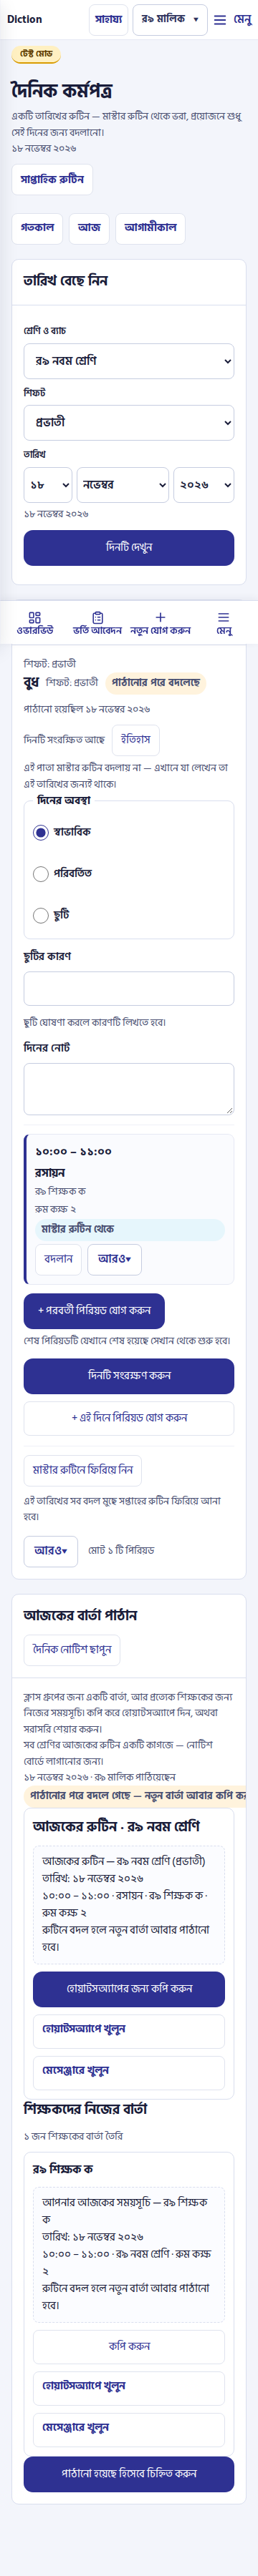 Diction
সাহায্য
র৯ মালিক
মেনু
টেস্ট মোড
দৈনিক কর্মপত্র
একটি তারিখের রুটিন — মাস্টার রুটিন থেকে ভরা, প্রয়োজনে শুধু
সেই দিনের জন্য বদলানো।
১৮ নভেম্বর ২০২৬
সাপ্তাহিক রুটিন
গতকাল
আজ
আগামীকাল
তারিখ বেছে নিন
শ্রেণি ও ব্যাচ
র৯ নবম শ্রেণি
শিফট
প্রভাতী
তারিখ
১৮
নভেম্বর
২০২৬
১৮ নভেম্বর ২০২৬
দিনটি দেখুন
ওভারভিউ
ভর্তি আবেদন
নতুন যোগ করুন
মেনু
শিফট: প্রভাতী
বুধ শিফট: প্রভাতী পাঠানোর পরে বদলেছে
পাঠানো হয়েছিল ১৮ নভেম্বর ২০২৬
দিনটি সংরক্ষিত আছে
ইতিহাস
এই পাতা মাস্টার রুটিন বদলায় না — এখানে যা লেখেন তা
এই তারিখের জন্যই থাকে।
দিনের অবস্থা
স্বাভাবিক
পরিবর্তিত
ছুটি
ছুটির কারণ
ছুটি ঘোষণা করলে কারণটি লিখতে হবে।
দিনের নোট
১০:০০ – ১১:০০
রসায়ন
র৯ শিক্ষক ক
রুম কক্ষ ২
মাস্টার রুটিন থেকে
বদলান
আরও▾
+ পরবর্তী পিরিয়ড যোগ করুন
শেষ পিরিয়ডটি যেখানে শেষ হয়েছে সেখান থেকে শুরু হবে।
দিনটি সংরক্ষণ করুন
+ এই দিনে পিরিয়ড যোগ করুন
মাস্টার রুটিনে ফিরিয়ে নিন
এই তারিখের সব বদল মুছে সপ্তাহের রুটিন ফিরিয়ে আনা
হবে।
আরও▾
মোট ১ টি পিরিয়ড
আজকের বার্তা পাঠান
দৈনিক নোটিশ ছাপুন
ক্লাস গ্রুপের জন্য একটি বার্তা, আর প্রত্যেক শিক্ষকের জন্য
নিজের সময়সূচি। কপি করে হোয়াটসঅ্যাপে দিন, অথবা
সরাসরি শেয়ার করুন।
সব শ্রেণির আজকের রুটিন একটি কাগজে — নোটিশ
বোর্ডে লাগানোর জন্য।
১৮ নভেম্বর ২০২৬ · র৯ মালিক পাঠিয়েছেন
পাঠানোর পরে বদল গেছে — নতুন বার্তা আবার কপি
আজকের রুটিন · র৯ নবম শ্রেণি
আজকের রুটিন — র৯ নবম শ্রেণি (প্রভাতী)
তারিখ: ১৮ নভেম্বর ২০২৬
১০:০০ – ১১:০০ · রসায়ন · র৯ শিক্ষক ক ·
রুম কক্ষ ২
রুটিনে বদল হলে নতুন বার্তা আবার পাঠানো
হবে।
হোয়াটসঅ্যাপের জন্য কপি করুন
হোয়াটসঅ্যাপে খুলুন
মেসেঞ্জারে খুলুন
শিক্ষকদের নিজের বার্তা
১ জন শিক্ষকের বার্তা তৈরি
র৯ শিক্ষক ক
আপনার আজকের সময়সূচি — র৯ শিক্ষক
ক
তারিখ: ১৮ নভেম্বর ২০২৬
১০:০০ – ১১:০০ · র৯ নবম শ্রেণি · রুম কক্ষ
২
রুটিনে বদল হলে নতুন বার্তা আবার পাঠানো
হবে।
কপি করুন
হোয়াটসঅ্যাপে খুলুন
মেসেঞ্জারে খুলুন
পাঠানো হয়েছে হিসেবে চিহ্নিত করুন